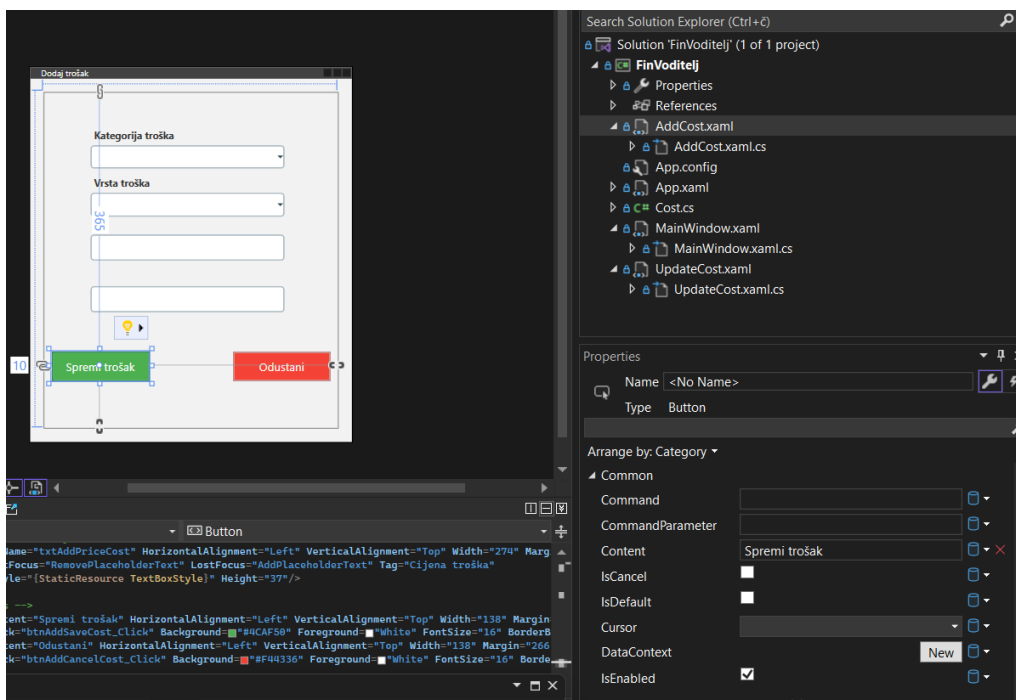 Search Solution Explorer (Ctrl+č)
Solution 'FinVoditelj' (1 of 1 project)
C# FinVoditelj
Properties
References
AddCost.xaml
AddCost.xaml.cs
App.config
App.xaml
C# Cost.cs
MainWindow.xaml
MainWindow.xaml.cs
UpdateCost.xaml
UpdateCost.xaml.cs
Dodaj trošak
Kategorija troška
Vrsta troška
365
10
Spremi trošak
Odustani
Button
Name="txtAddPriceCost" HorizontalAlignment="Left" VerticalAlignment="Top" Width="274" Marg
tFocus="RemovePlaceholderText" LostFocus="AddPlaceholderText" Tag="Cijena troška"
yle="{StaticResource TextBoxStyle}" Height="37"/>
s -->
tent="Spremi trošak" HorizontalAlignment="Left" VerticalAlignment="Top" Width="138" Margin
ck="btnAddSaveCost_Click" Background="#4CAF50" Foreground="White" FontSize="16" BorderB
tent="Odustani" HorizontalAlignment="Left" VerticalAlignment="Top" Width="138" Margin="266
ck="btnAddCancelCost_Click" Background="#F44336" Foreground="White" FontSize="16" Borde
Properties
Name <No Name>
Type Button
Arrange by: Category
Common
Command
CommandParameter
Content Spremi trošak
IsCancel
IsDefault
Cursor
DataContext New
IsEnabled